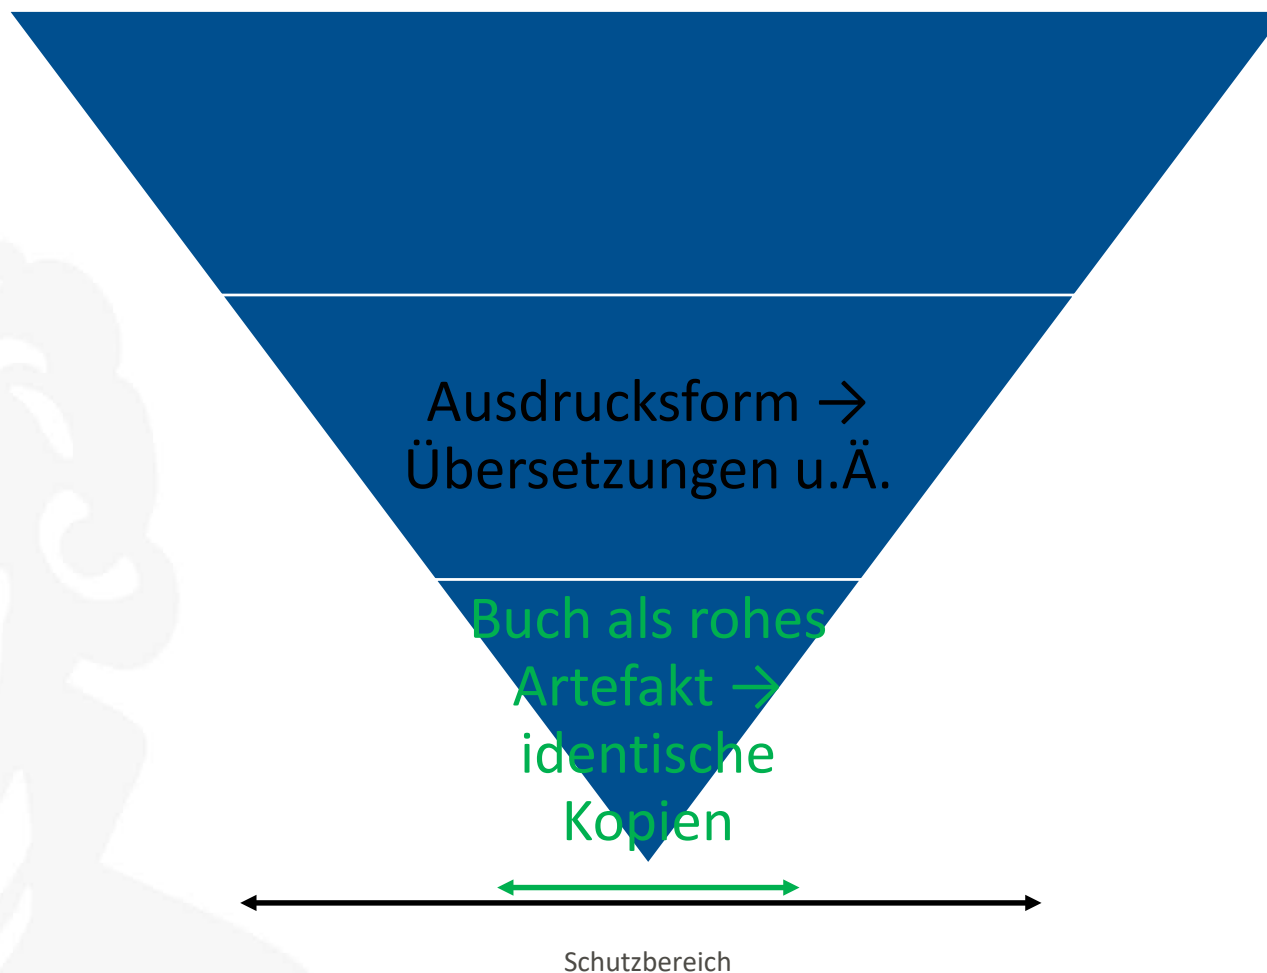 Ausdrucksform →
Übersetzungen u.Ä.
Buch als rohes
Artefakt →
identische
Kopien
Schutzbereich